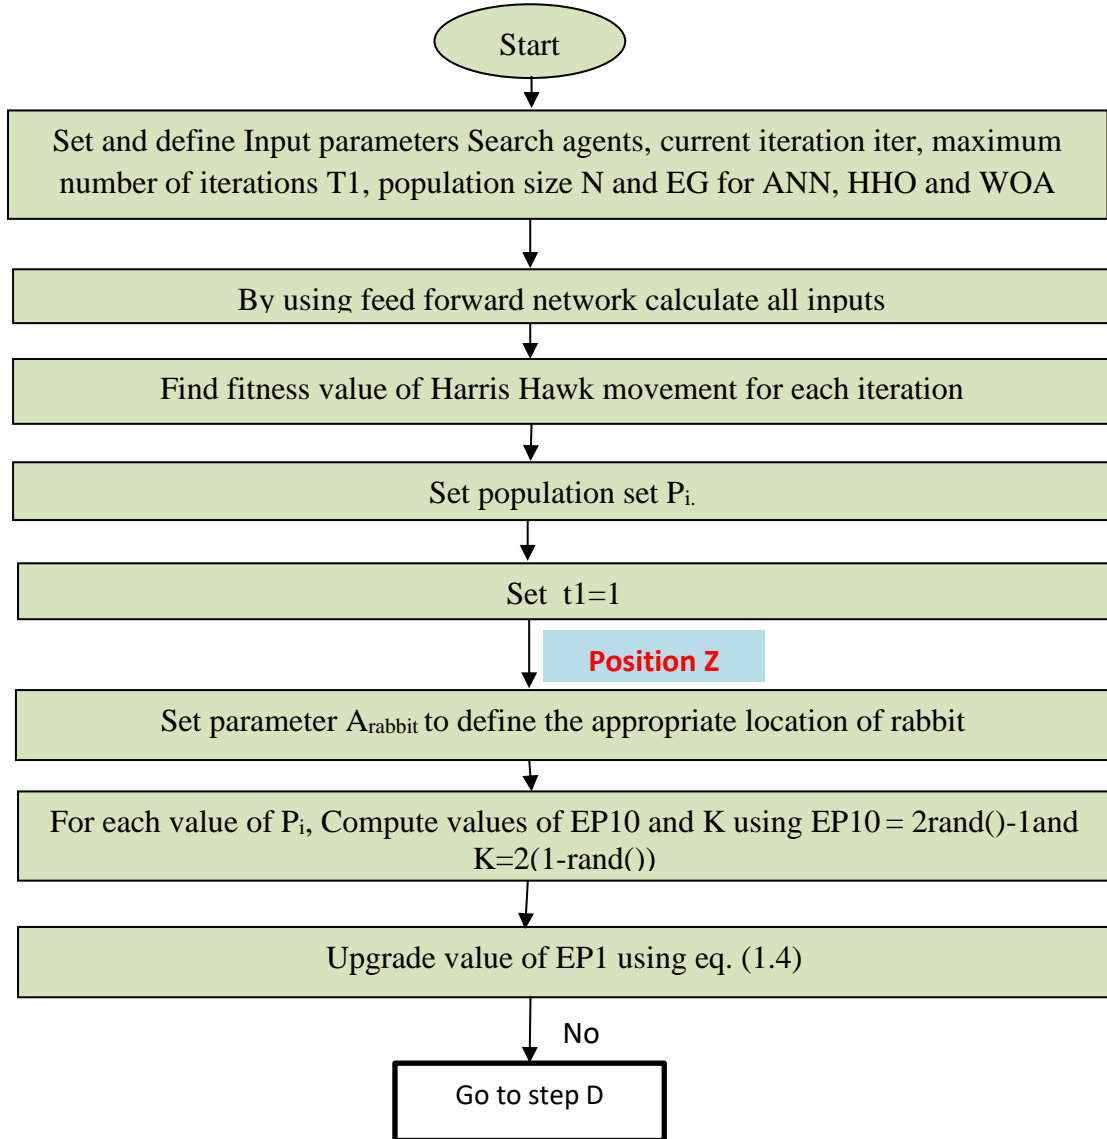 Start
Set and define Input parameters Search agents, current iteration iter, maximum
number of iterations T1, population size N and EG for ANN, HHO and WOA
By using feed forward network calculate all inputs
Find fitness value of Harris Hawk movement for each iteration
Set population set Pi.
Set t1=1
Position Z
Set parameter Arabbit to define the appropriate location of rabbit
For each value of Pi, Compute values of EP10 and K using EP10 = 2rand()-1and
K=2(1-rand())
Upgrade value of EP1 using eq. (1.4)
No
Go to step D